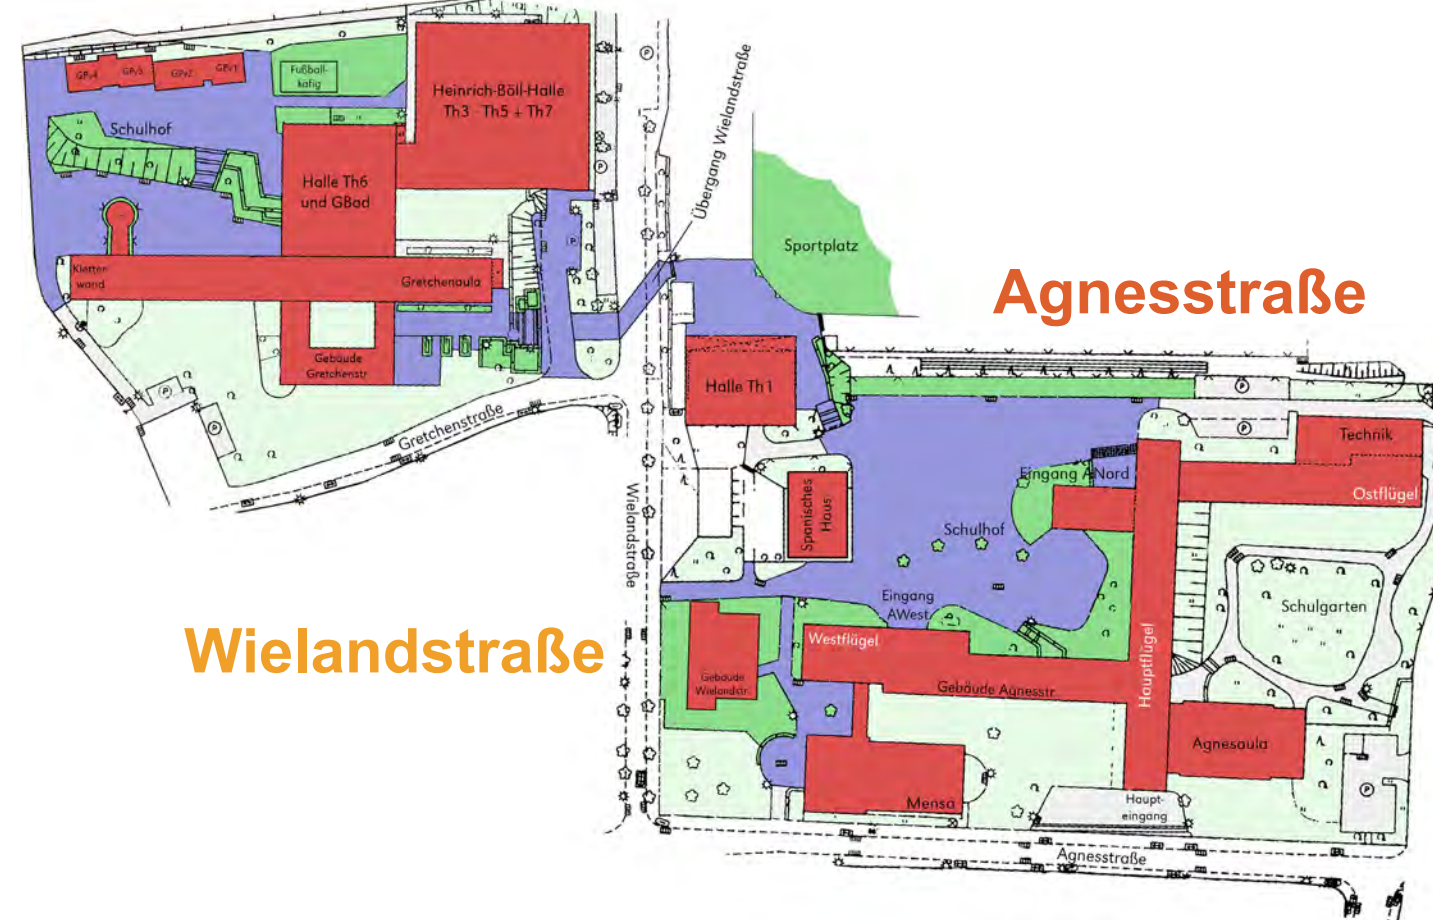 GPv4
GPv3
GPv2
GPv1
Fußball-
käfig
Heinrich-Böll-Halle
Th3 - Th5 + Th7
P
Schulhof
P
Übergang Wielandstraße
Halle Th6
und GBad
P
Sportplatz
Kletter
wand
Gretchenaula
Agnesstraße
Gebäude
Gretchenstr
Halle Th1
P
P
P
P
Gretchenstraße
Technik
Eingang ANord
Ostflügel
Wielandstraße
Spanisches
Haus
Schulhof
Eingang
AWest
Schulgarten
Wielandstraße
Westflügel
Hauptflügel
Gebäude
Wielandstr.
Gebäude Agnesstr
Agnesaula
P
Mensa
Haupt-
eingang
Agnesstraße